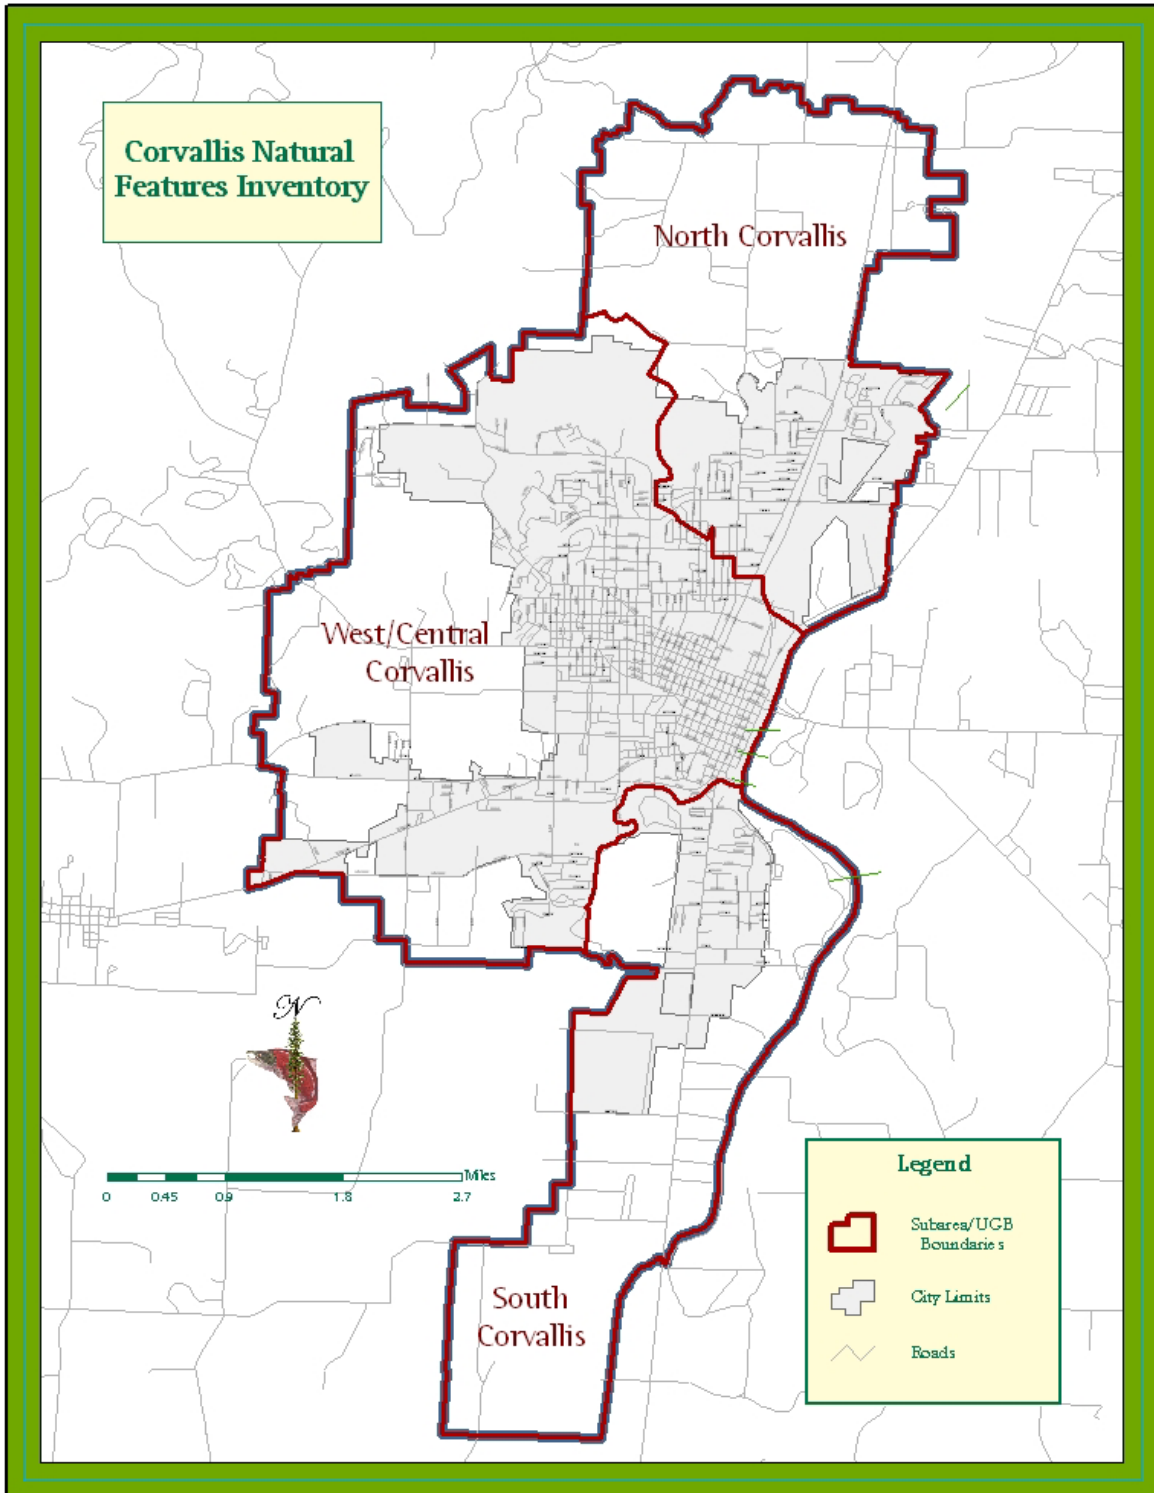 Corvallis Natural
Features Inventory
North Corvallis
West/Central
Corvallis
N
Miles
0 0.45 0.9 1.8 2.7
South
Corvallis
Legend
Subarea/UGB
Boundaries
City Limits
Roads